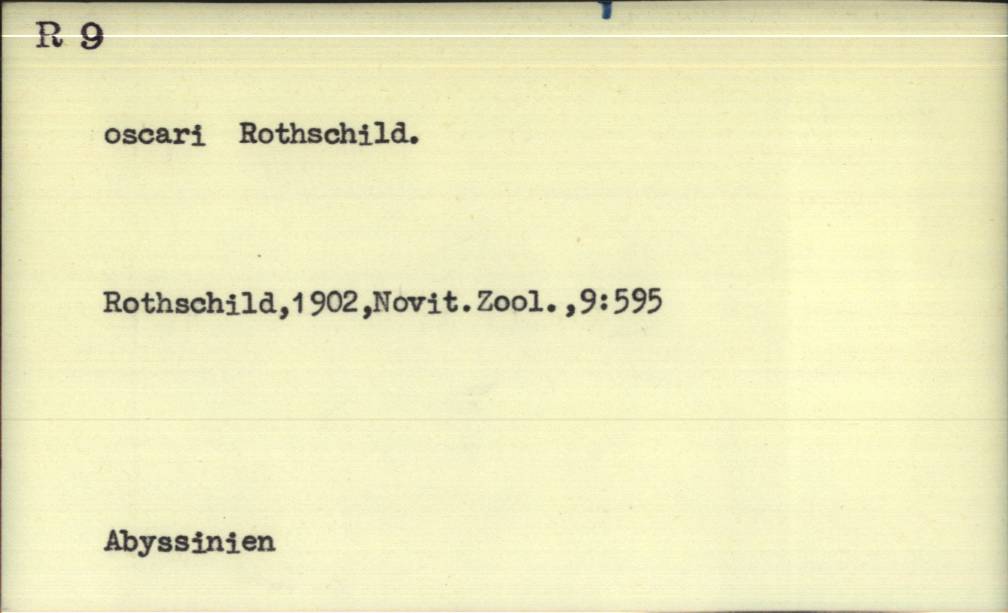 R 9
oscari Rothschild.
Rothschild,1902,Novit.Zool.,9:595
Abyssinien